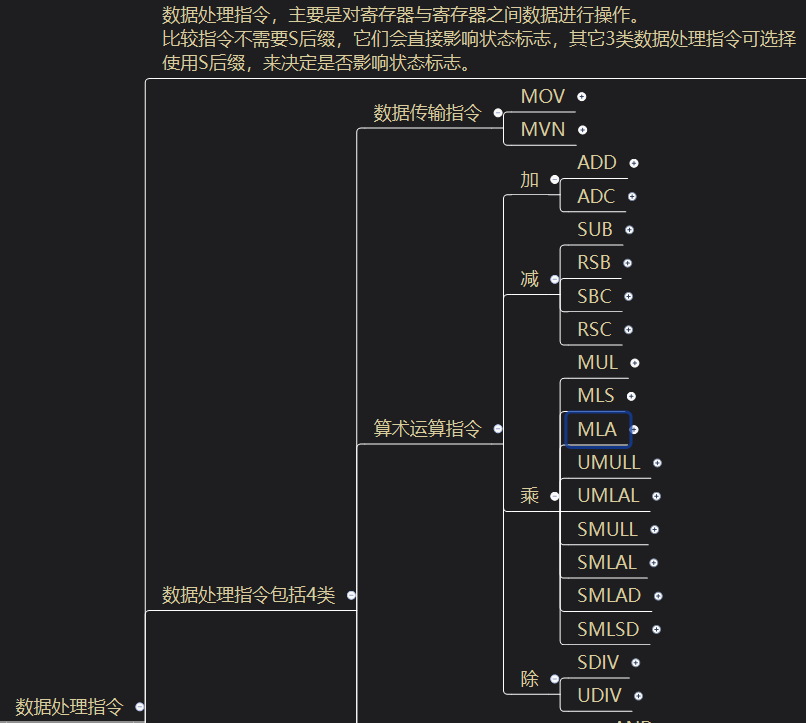 数据处理指令，主要是对寄存器与寄存器之间数据进行操作。
比较指令不需要S后缀，它们会直接影响状态标志，其它3类数据处理指令可选择
使用S后缀，来决定是否影响状态标志。
数据传输指令
MOV
MVN
加
ADD
ADC
减
SUB
RSB
SBC
RSC
算术运算指令
乘
MUL
MLS
MLA
UMULL
UMLAL
SMULL
SMLAL
SMLAD
SMLSD
数据处理指令包括4类
除
SDIV
UDIV
数据处理指令